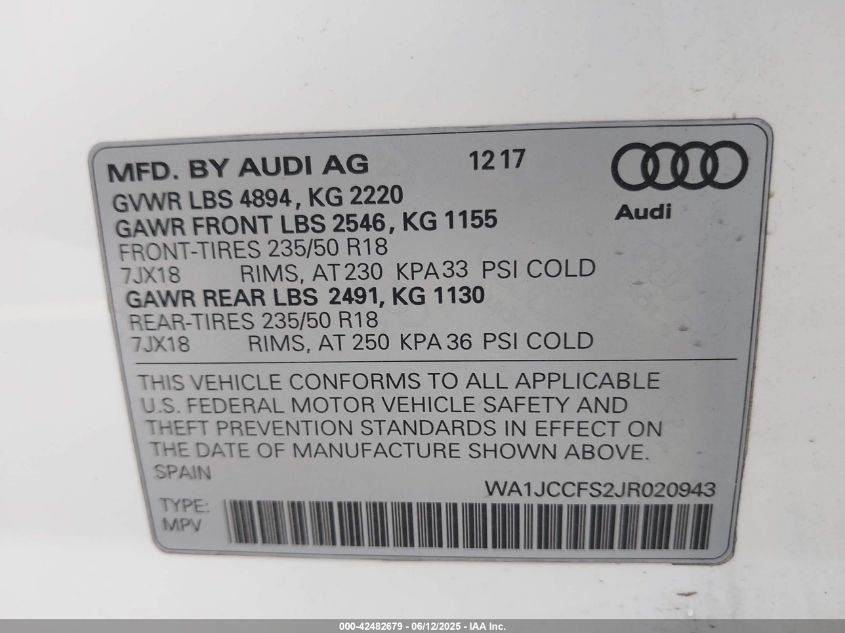 MFD. BY AUDI AG 12 17
GVWR LBS 4894, KG 2220
GAWR FRONT LBS 2546, KG 1155
FRONT-TIRES 235/50 R18
7JX18 RIMS, AT 230 KPA 33 PSI COLD
GAWR REAR LBS 2491, KG 1130
REAR-TIRES 235/50 R18
7JX18 RIMS, AT 250 KPA 36 PSI COLD
Audi
THIS VEHICLE CONFORMS TO ALL APPLICABLE
U.S. FEDERAL MOTOR VEHICLE SAFETY AND
THEFT PREVENTION STANDARDS IN EFFECT ON
THE DATE OF MANUFACTURE SHOWN ABOVE.
SPAIN
WA1JCCFS2JR020943
TYPE:
MPV
000-42482679 - 06/12/2025 - IAA Inc.